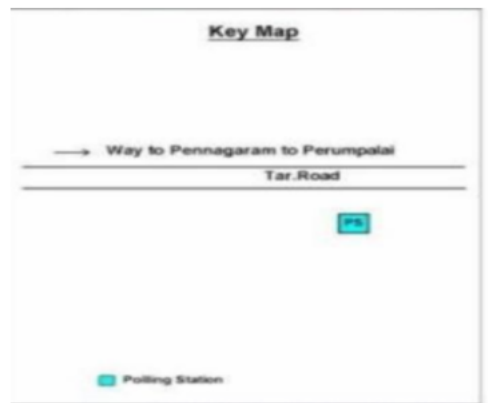 Key Map
Way to Pennagaram to Perumpalai
Tar.Road
PS
Polling Station